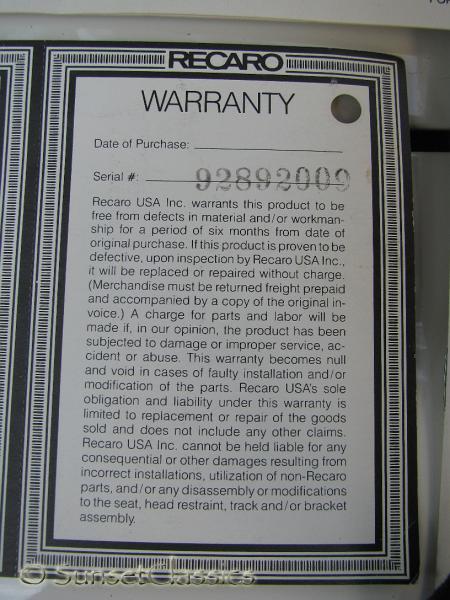 RECARO
WARRANTY
Date of Purchase:
Serial #: 92892009
Recaro USA Inc. warrants this product to be
free from defects in material and/or workman-
ship for a period of six months from date of
original purchase. If this product is proven to be
defective, upon inspection by Recaro USA Inc.,
it will be replaced or repaired without charge.
(Merchandise must be returned freight prepaid
and accompanied by a copy of the original in-
voice.) A charge for parts and labor will be
made if, in our opinion, the product has been
subjected to damage or improper service, ac-
cident or abuse. This warranty becomes null
and void in cases of faulty installation and/or
modification of the parts. Recaro USA's sole
obligation and liability under this warranty is
limited to replacement or repair of the goods
sold and does not include any other claims.
Recaro USA Inc. cannot be held liable for any
consequential or other damages resulting from
incorrect installations, utilization of non-Recaro
parts, and/or any disassembly or modifications
to the seat, head restraint, track and/or bracket
assembly.
© SunsetClassics